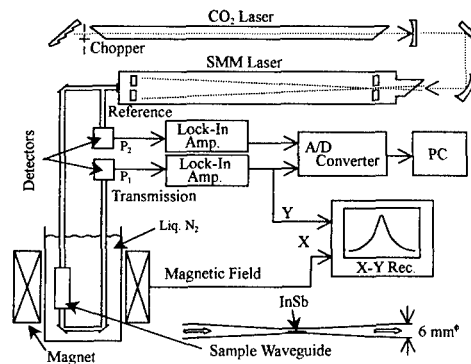 CO₂ Laser
Chopper
SMM Laser
Reference
Detectors
P₂
Lock-In
Amp.
A/D
Converter
PC
P₁
Lock-In
Amp.
Transmission
Liq. N₂
Y
X
Magnetic Field
X-Y Rec.
InSb
6 mmᶲ
Magnet
Sample Waveguide